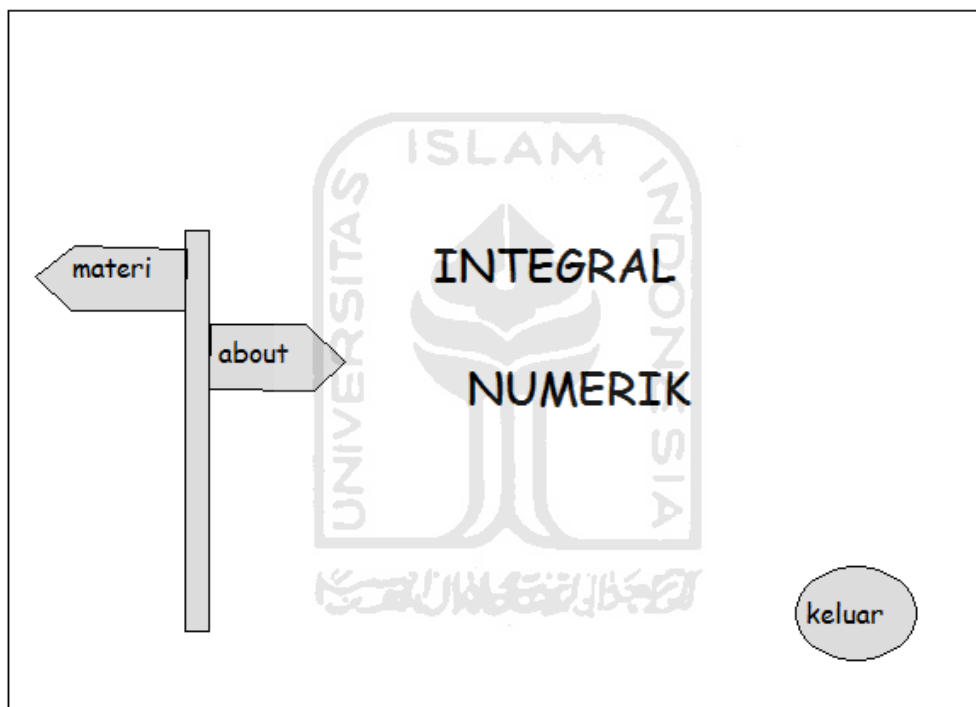 UNIVERSITAS ISLAM INDONESIA
INTEGRAL
materi
about
NUMERIK
keluar